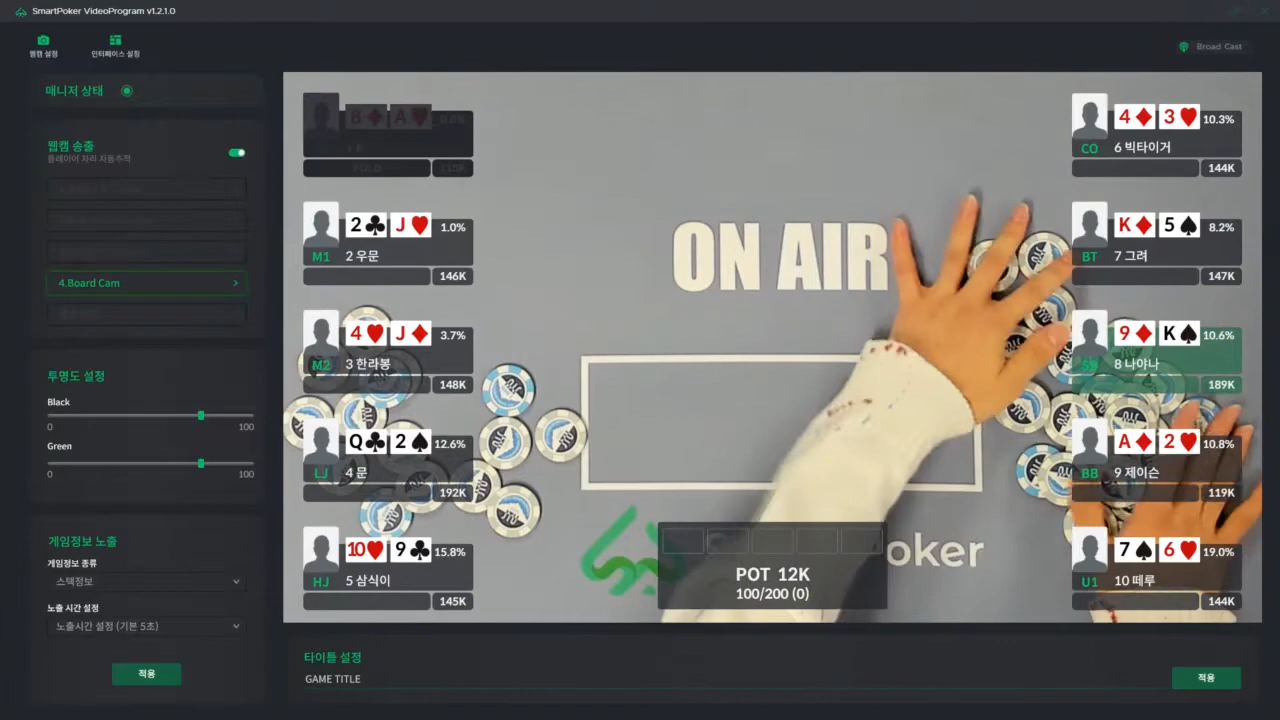 SmartPoker VideoProgram v1.2.1.0
웹캠 설정
인터페이스 설정
Broad Cast
매니저 상태
웹캠 송출
플레이어 자리 자동추적
4.Board Cam
투명도 설정
Black
0 100
Green
0 100
게임정보 노출
게임정보 종류
스택정보
노출 시간 설정
노출시간 설정 (기본 5초)
적용
8 A 0.0%
FOLD
2 J 1.0%
M1 2 우문
146K
4 J 3.7%
M2 3 한라봉
148K
Q 2 12.6%
LJ 4 문
192K
10 9 15.8%
HJ 5 삼식이
145K
ON AIR
oker
POT 12K
100/200 (0)
4 3 10.3%
CO 6 빅타이거
144K
K 5 8.2%
BT 7 그려
147K
9 K 10.6%
SB 8 나야나
189K
A 2 10.8%
BB 9 제이슨
119K
7 6 19.0%
U1 10 떼루
144K
타이틀 설정
GAME TITLE
적용